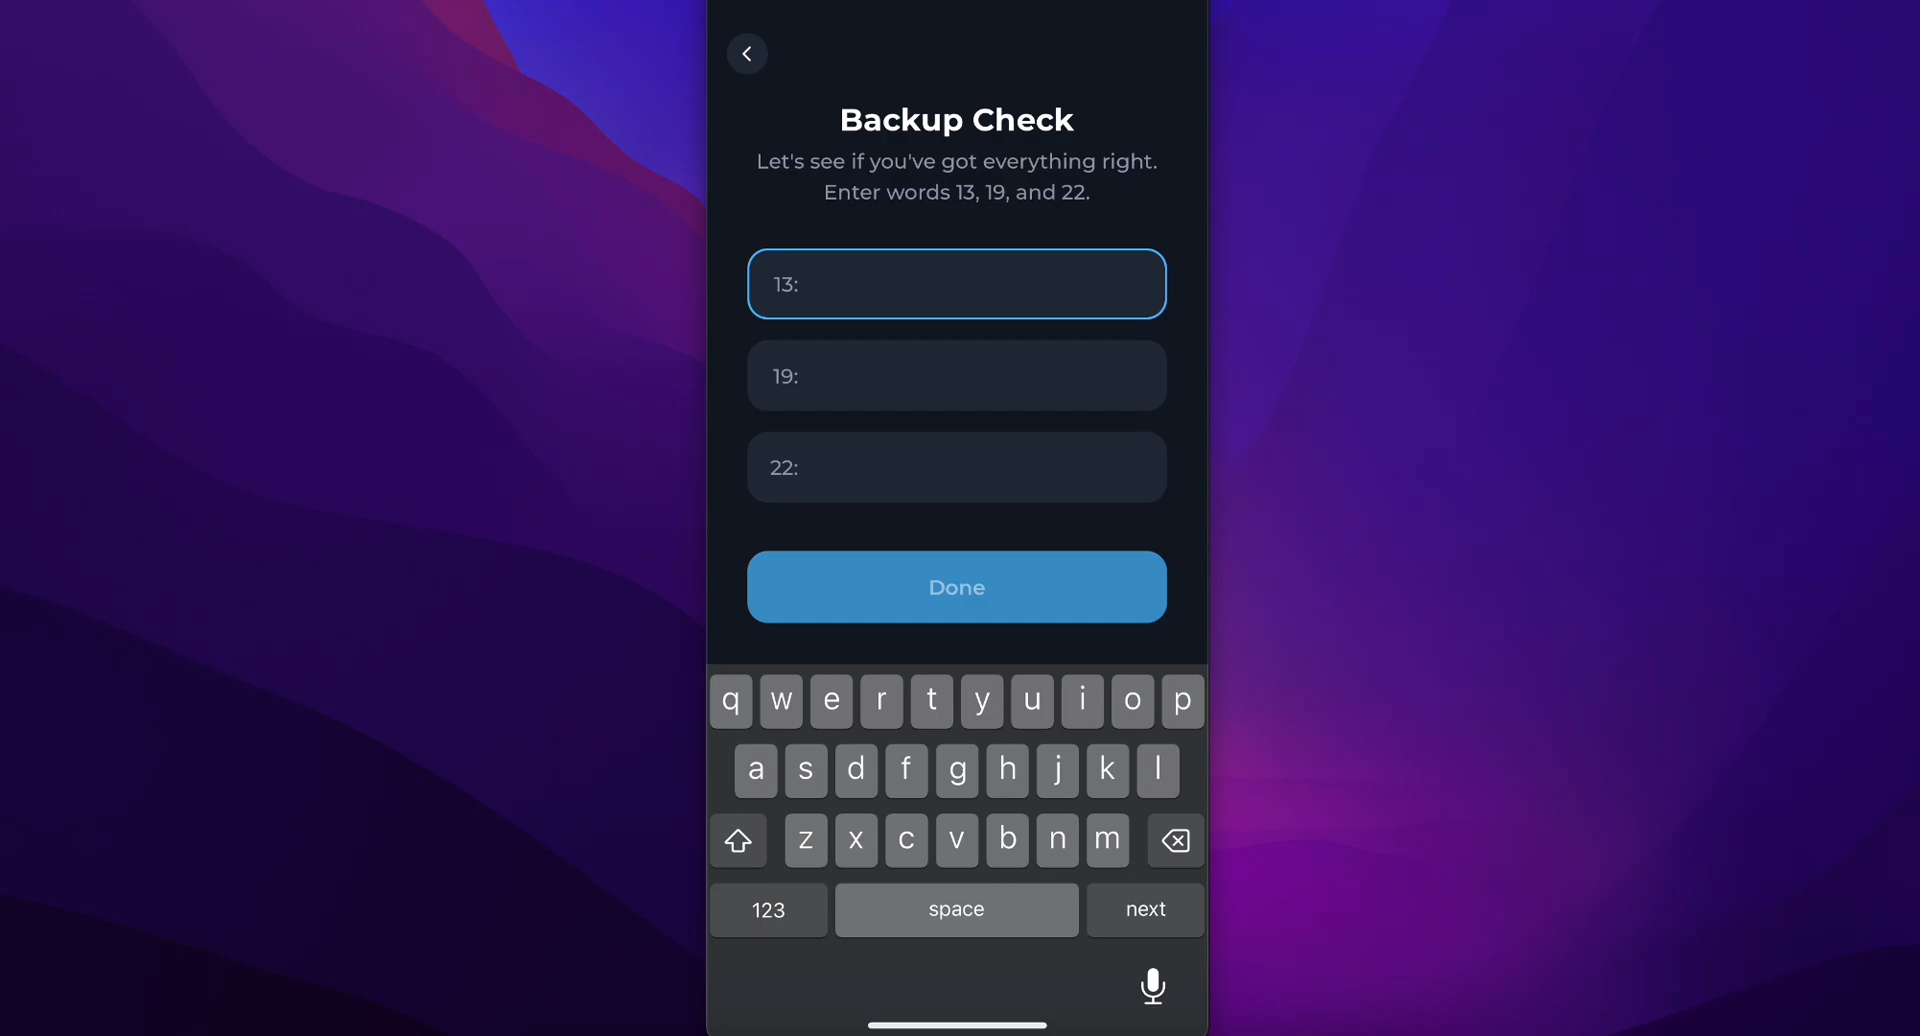 Backup Check
Let's see if you've got everything right.
Enter words 13, 19, and 22.
13:
19:
22:
Done
q w e r t y u i o p
a s d f g h j k l
z x c v b n m
123 space next